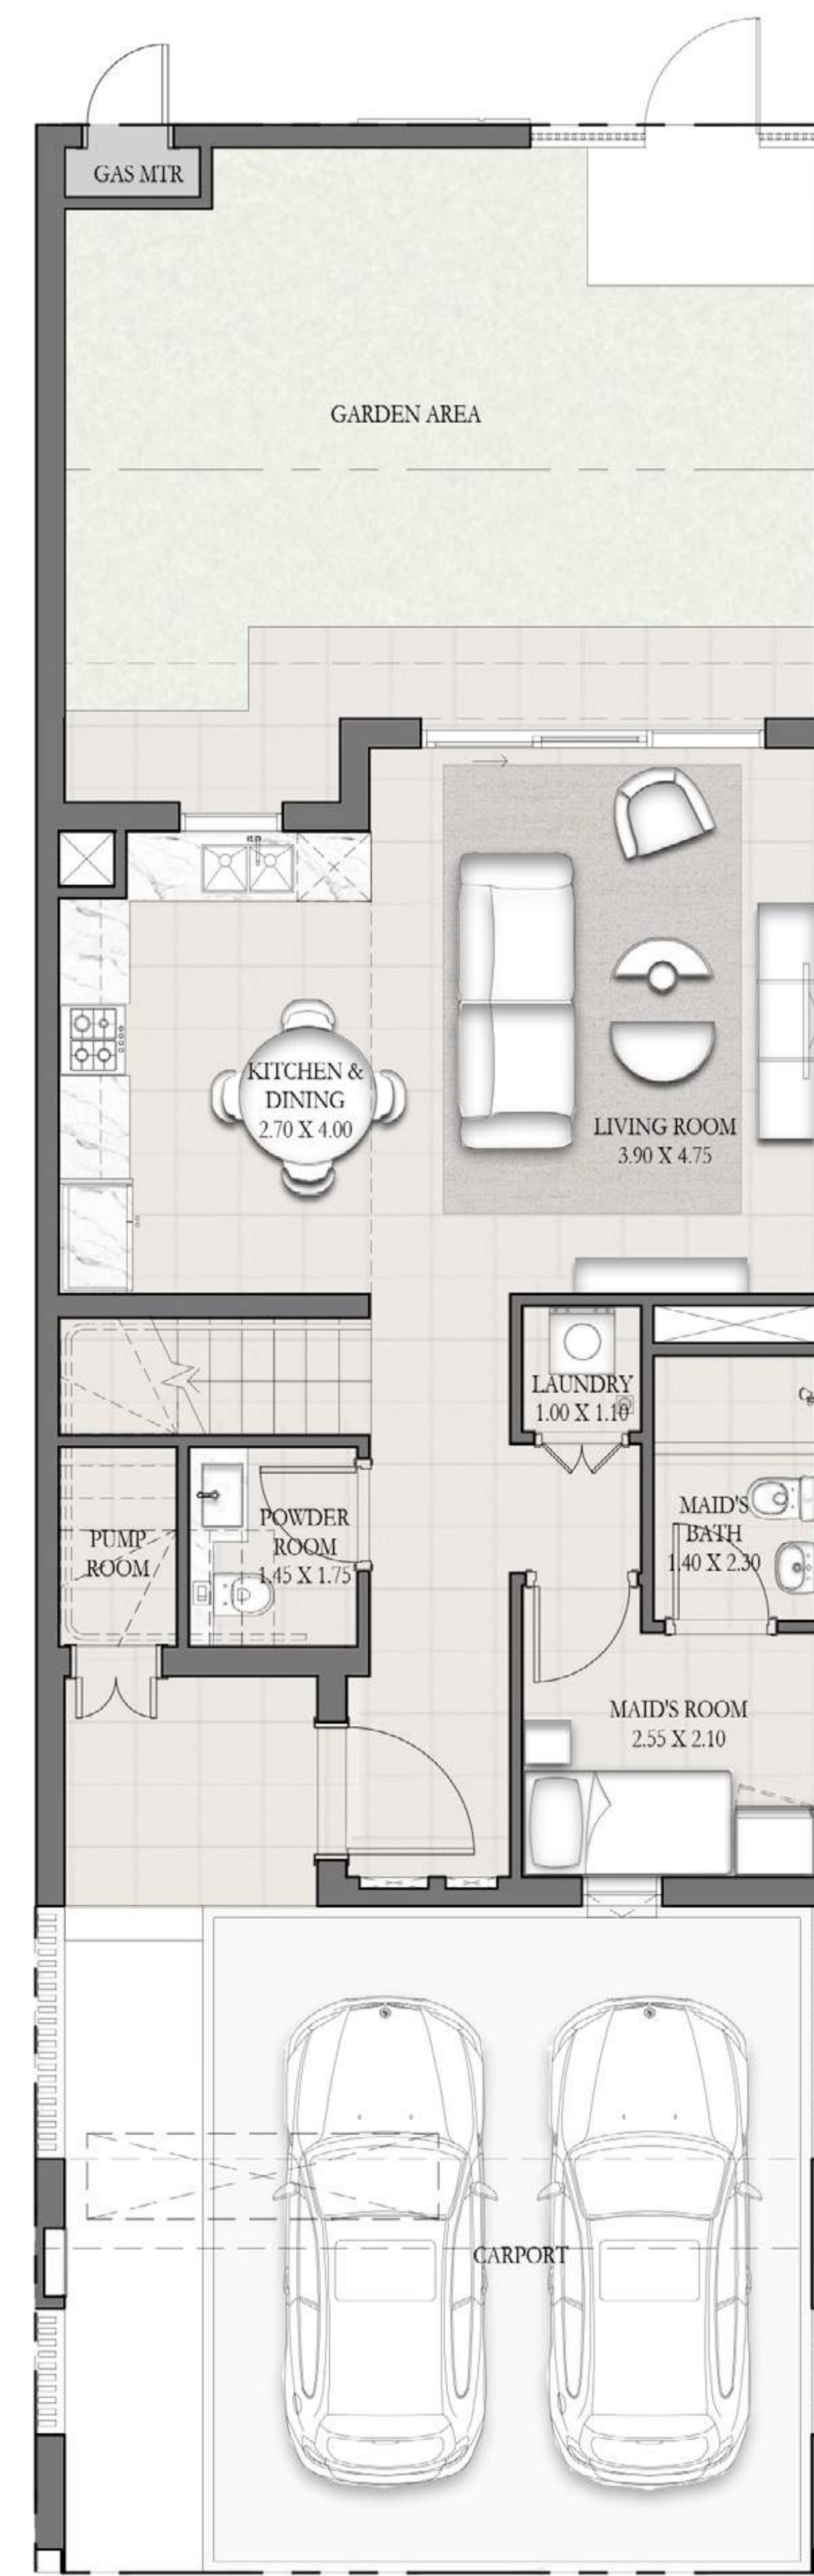 GAS MTR
GARDEN AREA
KITCHEN &
DINING
2.70 X 4.00
LIVING ROOM
3.90 X 4.75
LAUNDRY
1.00 X 1.10
POWDER
ROOM
1.45 X 1.75
PUMP
ROOM
MAID'S
BATH
1.40 X 2.30
MAID'S ROOM
2.55 X 2.10
CARPORT